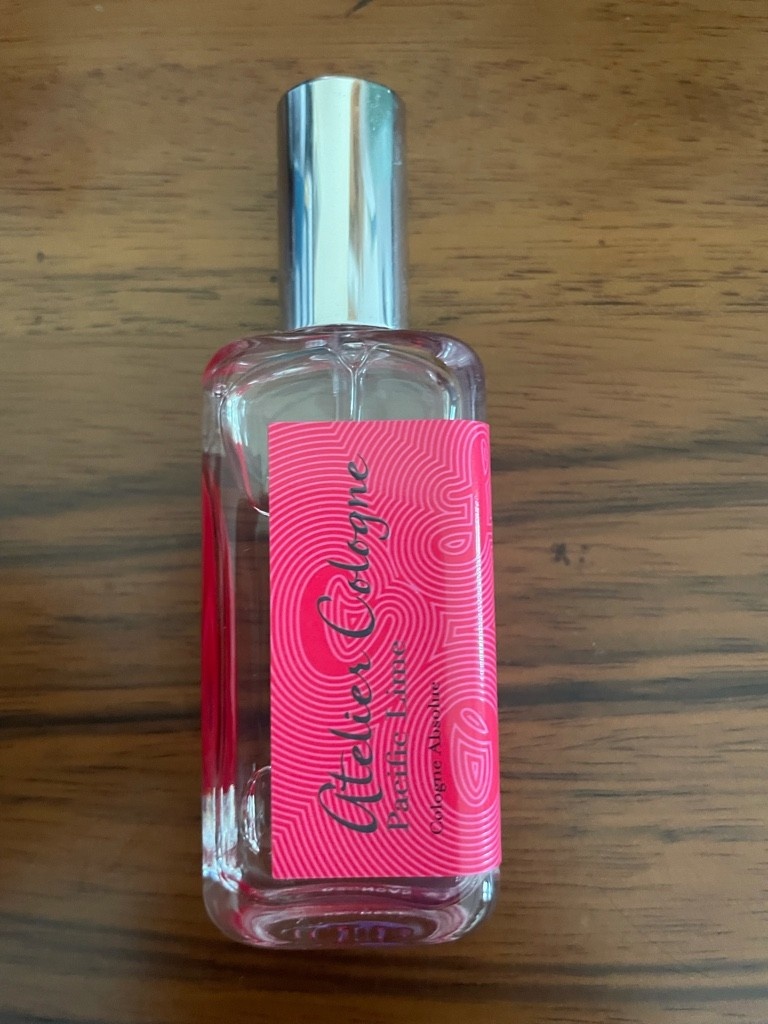 Atelier Cologne
Pacific Lime
Cologne Absolue